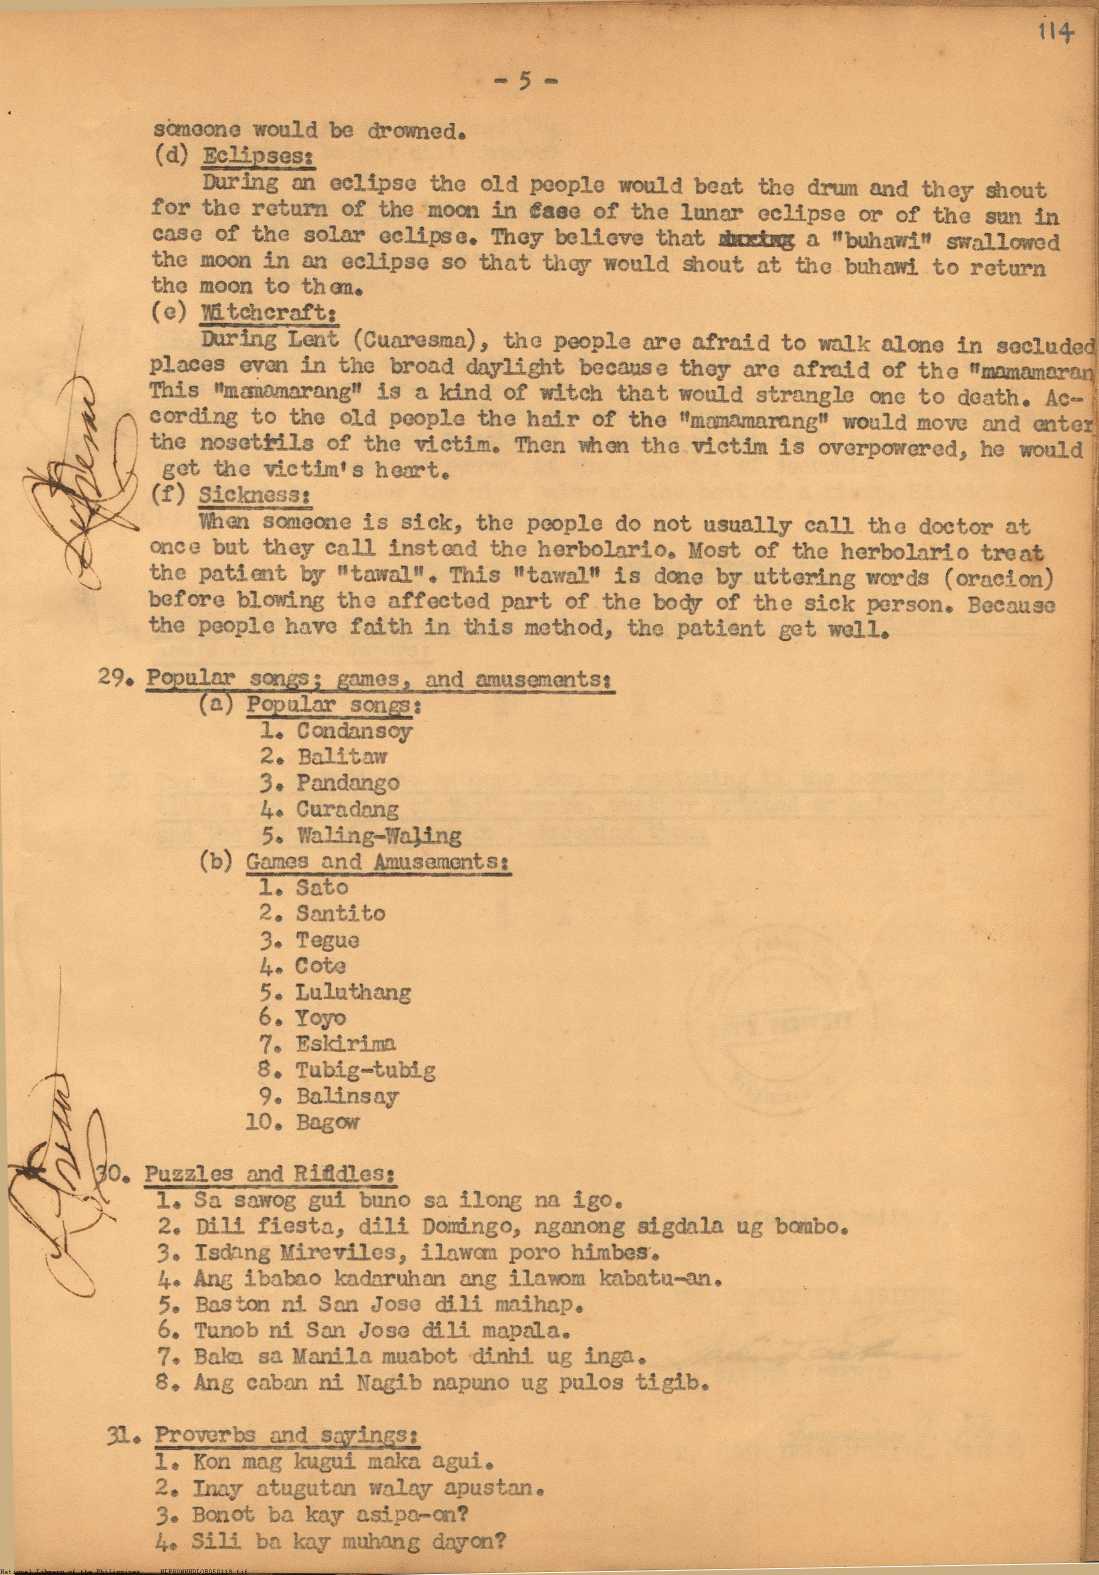 114
- 5 -
someone would be drowned.
(d) Eclipses:
During an eclipse the old people would beat the drum and they shout
for the return of the moon in case of the lunar eclipse or of the sun in
case of the solar eclipse. They believe that a "buhawi" swallowed
the moon in an eclipse so that they would shout at the buhawi to return
the moon to them.
(e) Witchcraft:
During Lent (Cuaresma), the people are afraid to walk alone in secluded
places even in the broad daylight because they are afraid of the "mamamaran
This "mamamarang" is a kind of witch that would strangle one to death. Ac-
cording to the old people the hair of the "mamamarang" would move and enter
the nosetrils of the victim. Then when the victim is overpowered, he would
get the victim's heart.
(f) Sickness:
When someone is sick, the people do not usually call the doctor at
once but they call instead the herbolario. Most of the herbolario treat
the patient by "tawal". This "tawal" is done by uttering words (oracion)
before blowing the affected part of the body of the sick person. Because
the people have faith in this method, the patient get well.
29. Popular songs; games, and amusements:
(a) Popular songs:
1. Condansoy
2. Balitaw
3. Pandango
4. Curadang
5. Waling-Waling
(b) Games and Amusements:
1. Sato
2. Santito
3. Tegue
4. Cote
5. Luluthang
6. Yoyo
7. Eskirima
8. Tubig-tubig
9. Balinsay
10. Bagow
30. Puzzles and Riddles:
1. Sa sawog gui buno sa ilong na igo.
2. Dili fiesta, dili Domingo, nganong sigdala ug bombo.
3. Isdang Mireviles, ilawom poro himbes.
4. Ang ibabao kadaruhan ang ilawom kabatu-an.
5. Baston ni San Jose dili maihap.
6. Tunob ni San Jose dili mapala.
7. Baka sa Manila muabot dinhi ug inga.
8. Ang caban ni Nagib napuno ug pulos tigib.
31. Proverbs and sayings:
1. Kon mag kugui maka agui.
2. Inay atugutan walay apustan.
3. Bonot ba kay asipa-on?
4. Sili ba kay muhang dayon?
National Library of the Philippines